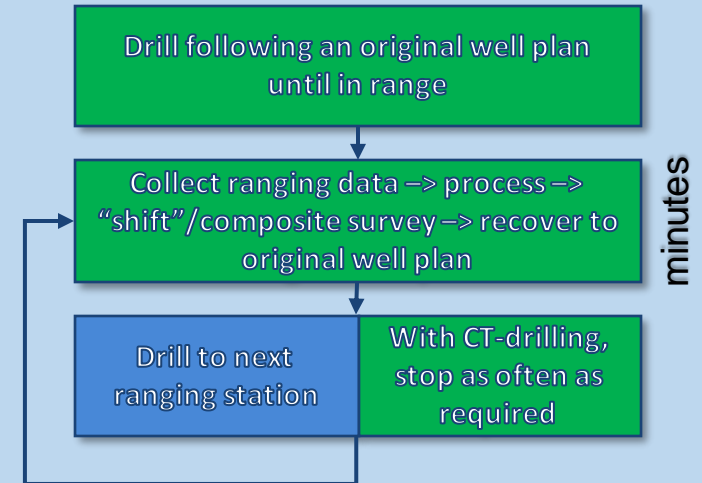 Drill following an original well plan
until in range
Collect ranging data –> process –>
“shift”/composite survey –> recover to
original well plan
minutes
Drill to next
ranging station
With CT-drilling,
stop as often as
required